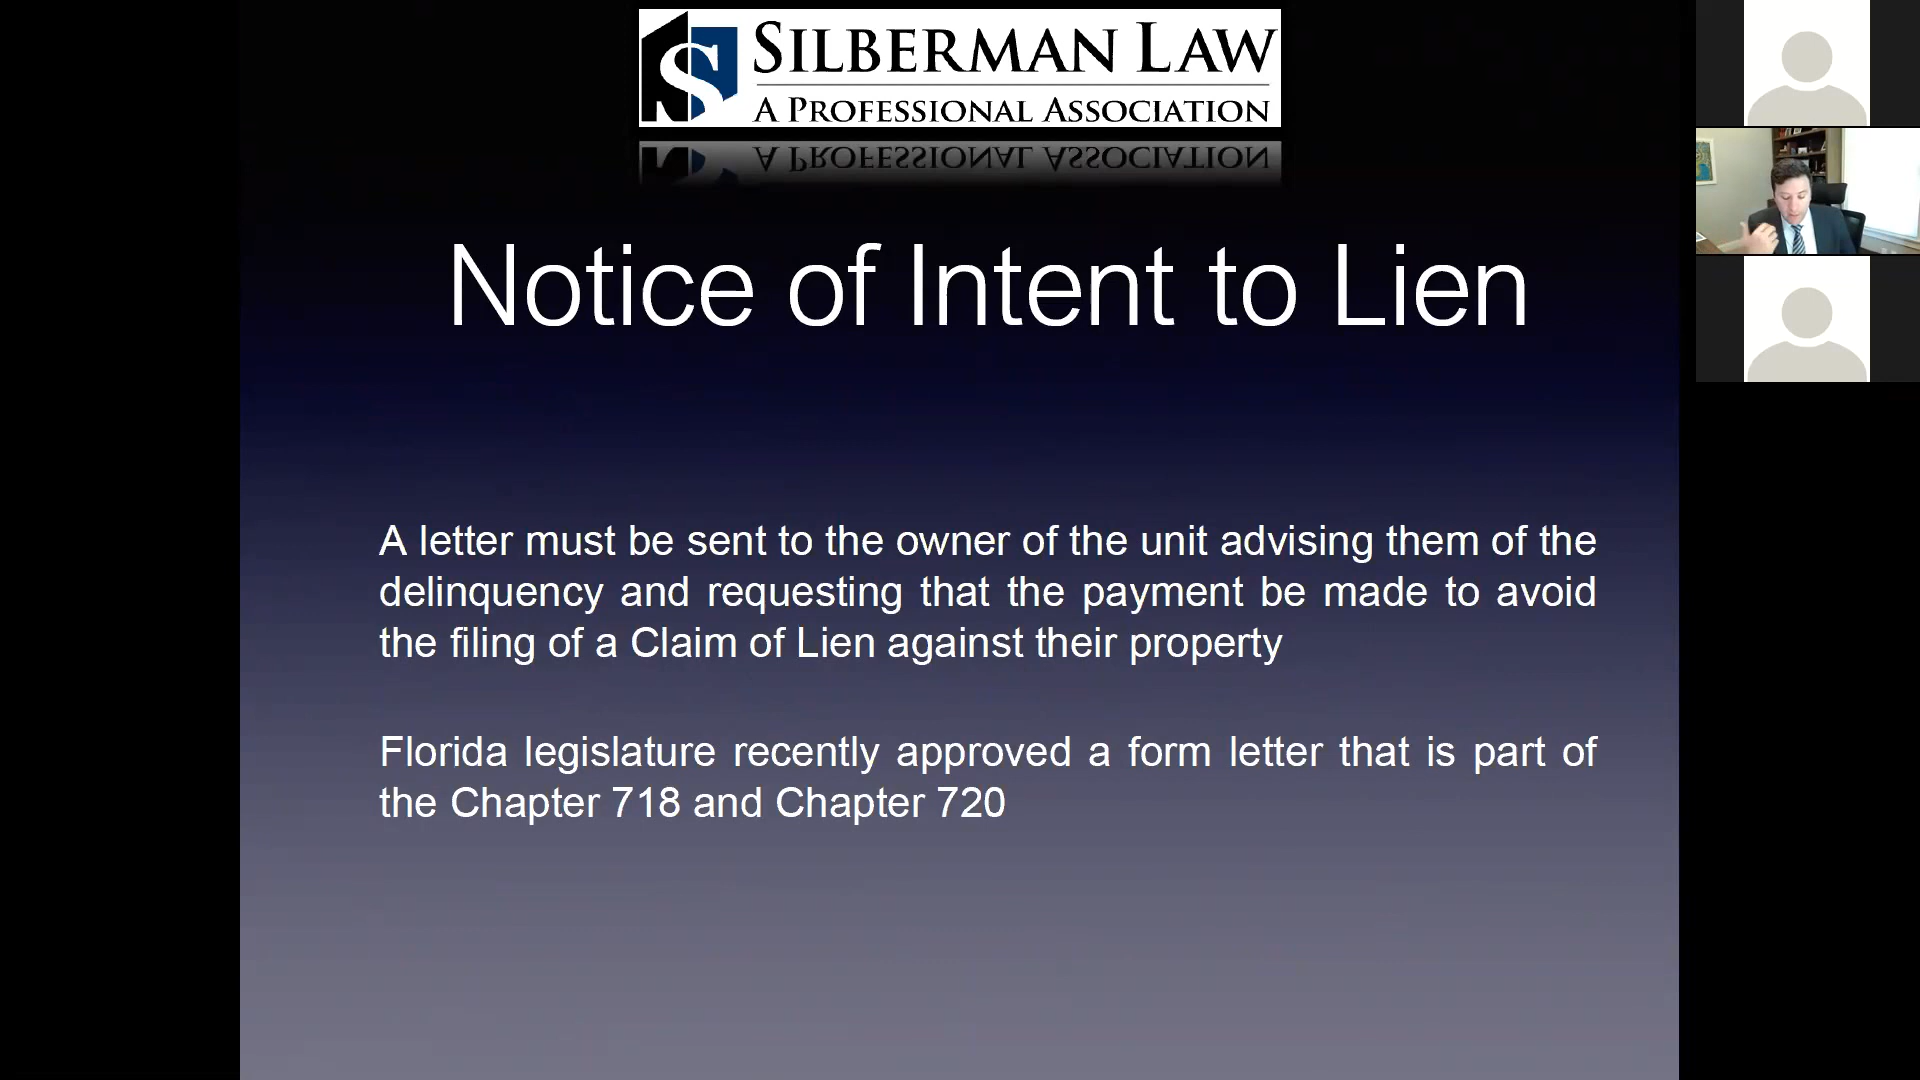 SILBERMAN LAW
A PROFESSIONAL ASSOCIATION
Notice of Intent to Lien
A letter must be sent to the owner of the unit advising them of the
delinquency and requesting that the payment be made to avoid
the filing of a Claim of Lien against their property
Florida legislature recently approved a form letter that is part of
the Chapter 718 and Chapter 720